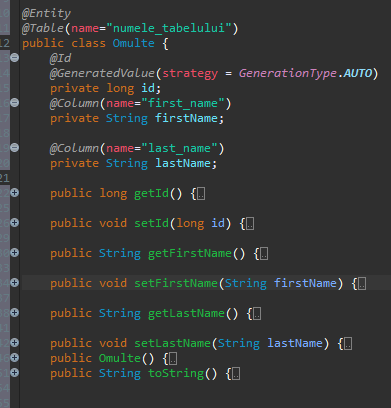 @Entity
@Table(name="numele_tabelului")
12 public class Omulte {
@Id
@GeneratedValue(strategy = GenerationType.AUTO)
private long id;
@Column(name="first_name")
private String firstName;
@Column(name="last_name")
private String lastName;
21
public long getId() {
public void setId(long id) {
public String getFirstName() {
public void setFirstName(String firstName) {
public String getLastName() {
public void setLastName(String lastName) {
public Omulte() {
public String toString() {